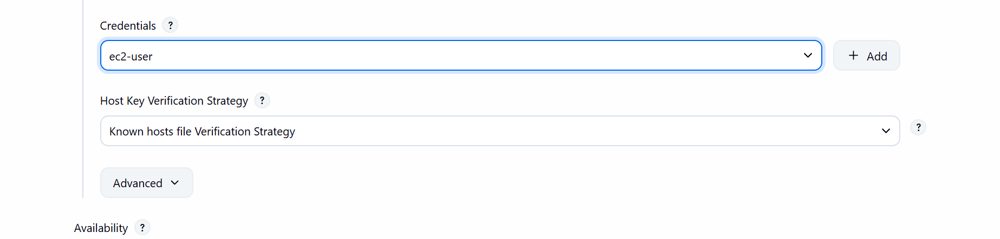 Credentials ?
ec2-user
+ Add
Host Key Verification Strategy ?
Known hosts file Verification Strategy
?
Advanced
Availability ?